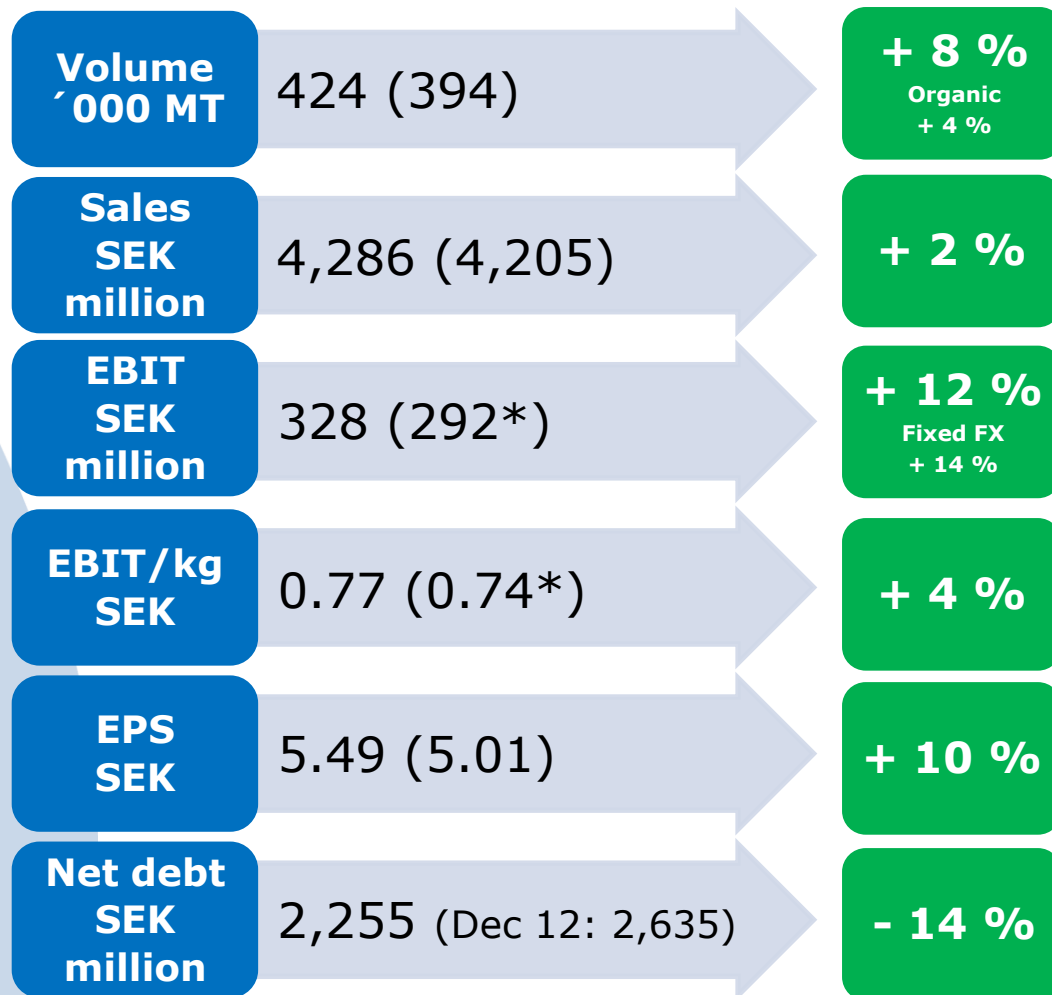 Volume
´000 MT
424 (394)
+ 8 %
Organic
+ 4 %
Sales
SEK
million
4,286 (4,205)
+ 2 %
EBIT
SEK
million
328 (292*)
+ 12 %
Fixed FX
+ 14 %
EBIT/kg
SEK
0.77 (0.74*)
+ 4 %
EPS
SEK
5.49 (5.01)
+ 10 %
Net debt
SEK
million
2,255 (Dec 12: 2,635)
- 14 %